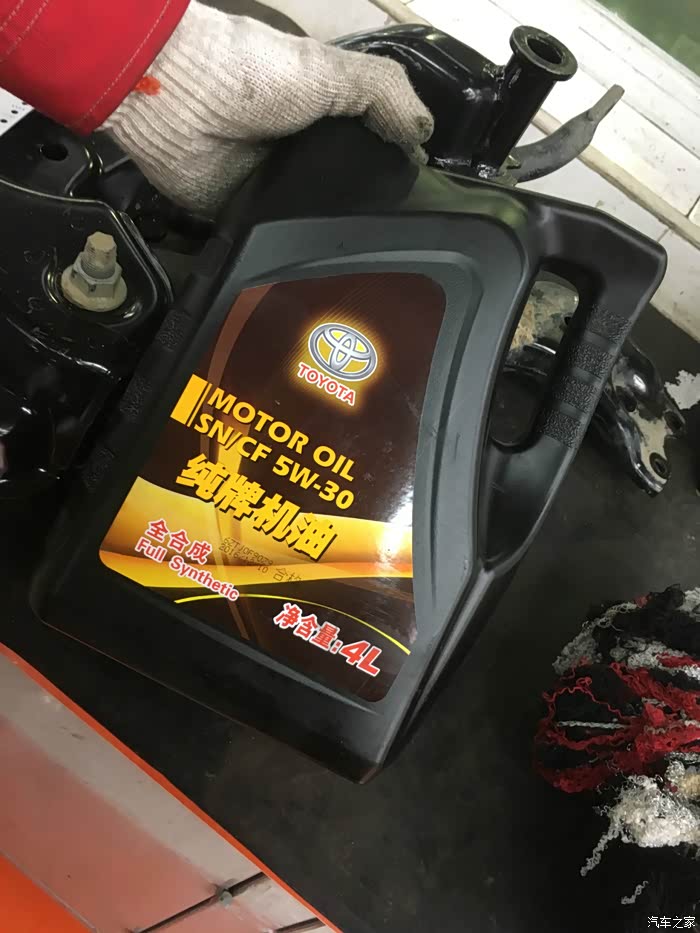 TOYOTA
MOTOR OIL
SN/CF 5W-30
纯牌机油
全合成
Full Synthetic
净含量:4L
汽车之家